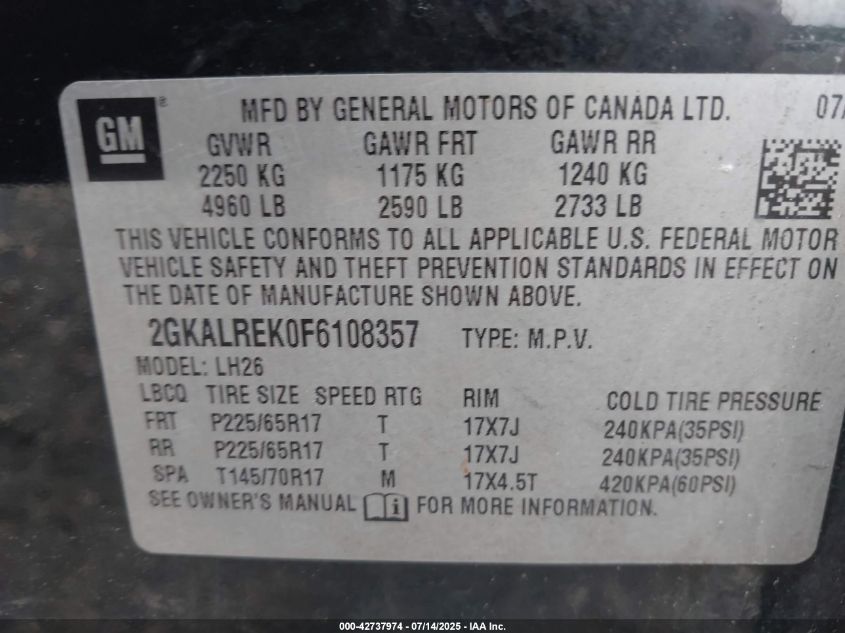 GM ® MFD BY GENERAL MOTORS OF CANADA LTD. 07/
GVWR GAWR FRT GAWR RR
2250 KG 1175 KG 1240 KG
4960 LB 2590 LB 2733 LB
THIS VEHICLE CONFORMS TO ALL APPLICABLE U.S. FEDERAL MOTOR
VEHICLE SAFETY AND THEFT PREVENTION STANDARDS IN EFFECT ON
THE DATE OF MANUFACTURE SHOWN ABOVE.
2GKALREK0F6108357 TYPE: M.P.V.
MODEL: LH26
LBCQ TIRE SIZE SPEED RTG RIM COLD TIRE PRESSURE
FRT P225/65R17 T 17X7J 240KPA(35PSI)
RR P225/65R17 T 17X7J 240KPA(35PSI)
SPA T145/70R17 M 17X4.5T 420KPA(60PSI)
SEE OWNER'S MANUAL i FOR MORE INFORMATION.
000-42737974 - 07/14/2025 - IAA Inc.